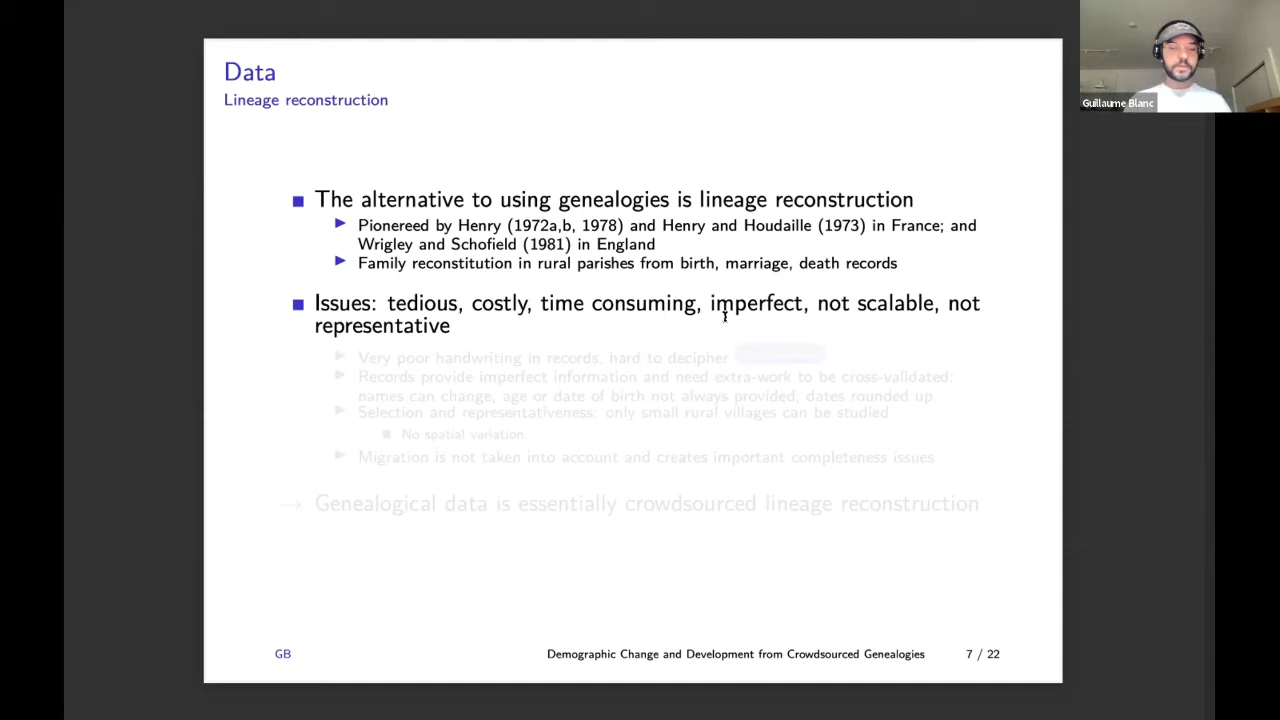 Data
Lineage reconstruction
Guillaume Blanc
The alternative to using genealogies is lineage reconstruction
Pionereed by Henry (1972a,b, 1978) and Henry and Houdaille (1973) in France; and
Wrigley and Schofield (1981) in England
Family reconstitution in rural parishes from birth, marriage, death records
Issues: tedious, costly, time consuming, imperfect, not scalable, not
representative
Very poor handwriting in records, hard to decipher
Records provide imperfect information and need extra-work to be cross-validated:
names can change, age or date of birth not always provided, dates rounded up
Selection and representativeness: only small rural villages can be studied
No spatial variation
Migration is not taken into account and creates important completeness issues
→ Genealogical data is essentially crowdsourced lineage reconstruction
GB
Demographic Change and Development from Crowdsourced Genealogies
7 / 22